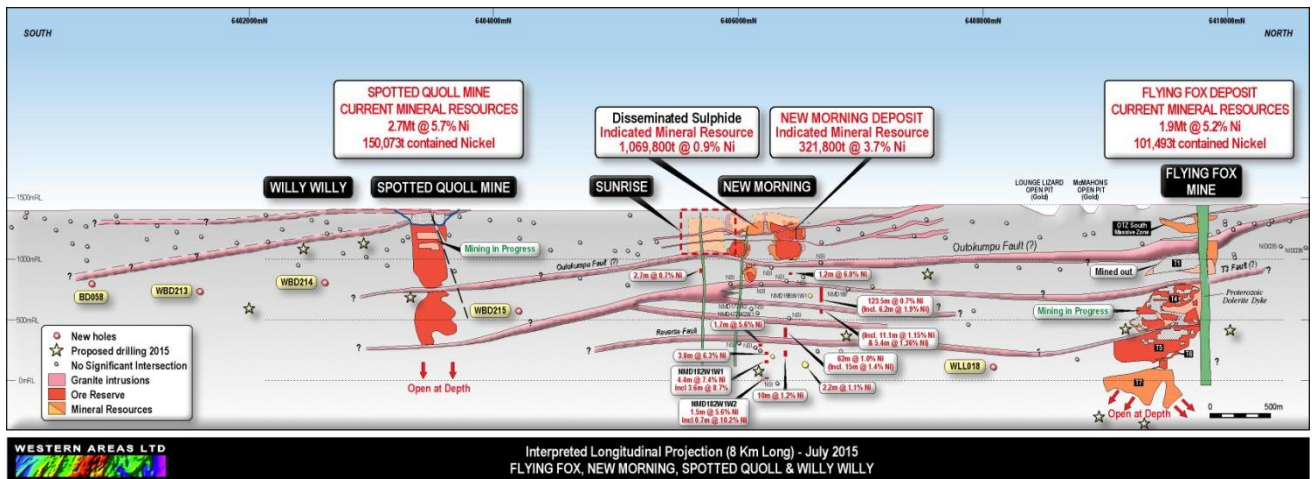 6402000mN
6404000mN
6406000mN
6408000mN
6410000mN
SOUTH
NORTH
SPOTTED QUOLL MINE
CURRENT MINERAL RESOURCES
2.7Mt @ 5.7% Ni
150,073t contained Nickel
Disseminated Sulphide
Indicated Mineral Resource
1,069,800t @ 0.9% Ni
NEW MORNING DEPOSIT
Indicated Mineral Resource
321,800t @ 3.7% Ni
FLYING FOX DEPOSIT
CURRENT MINERAL RESOURCES
1.9Mt @ 5.2% Ni
101,493t contained Nickel
WILLY WILLY
SPOTTED QUOLL MINE
SUNRISE
NEW MORNING
LOUNGE LIZARD
OPEN PIT
(Gold)
McMAHONS
OPEN PIT
(Gold)
FLYING FOX
MINE
1500mRL
1000mRL
500mRL
0mRL
OTZ South
Massive Zone
Mining in Progress
Outokumpu Fault (?)
Outokumpu Fault (?)
T1
Mined out
T3 Fault (?)
Proterozoic
Dolerite Dyke
T4
Mining in Progress
T5
T6
T7
Open at Depth
BD058
WBD213
WBD214
WBD215
WLL018
2.7m @ 0.7% Ni
1.2m @ 6.8% Ni
123.5m @ 0.7% Ni
(Incl. 6.2m @ 1.9% Ni)
(Incl. 11.1m @ 1.15% Ni
& 5.4m @ 1.36% Ni)
1.7m @ 5.6% Ni
Reverse Fault
3.0m @ 6.3% Ni
62m @ 1.0% Ni
(Incl. 15m @ 1.4% Ni)
NMD182W1W1
4.4m @ 7.4% Ni
incl 3.6m @ 8.7%
2.2m @ 1.1% Ni
10m @ 1.2% Ni
NMD182W1W2
1.5m @ 5.6% Ni
Incl 0.7m @ 10.2% Ni
Open at Depth
New holes
Proposed drilling 2015
No Significant Intersection
Granite intrusions
Ore Reserve
Mineral Resources
0 500m
WESTERN AREAS LTD
Interpreted Longitudinal Projection (8 Km Long) - July 2015
FLYING FOX, NEW MORNING, SPOTTED QUOLL & WILLY WILLY